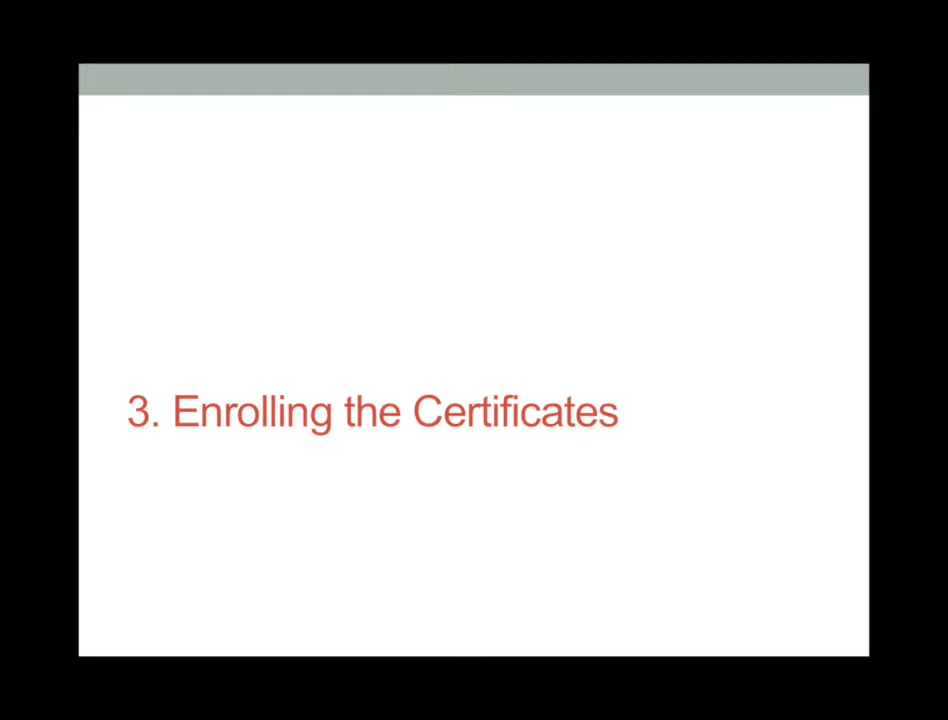 3. Enrolling the Certificates